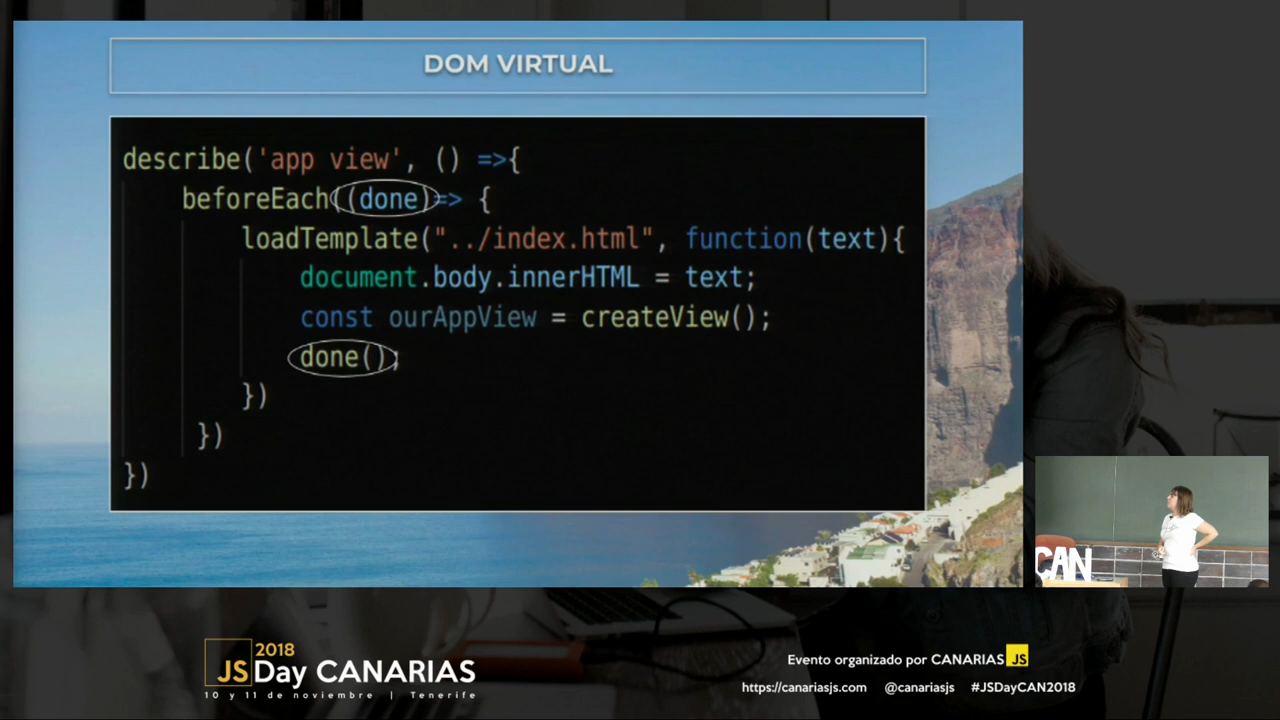 DOM VIRTUAL
describe('app view', () =>{
beforeEach((done)=> {
loadTemplate("../index.html", function(text){
document.body.innerHTML = text;
const ourAppView = createView();
done();
})
})
})
CAN
2018
JSDay CANARIAS
10 y 11 de noviembre | Tenerife
Evento organizado por CANARIAS JS
https://canariasjs.com @canariasjs #JSDayCAN2018